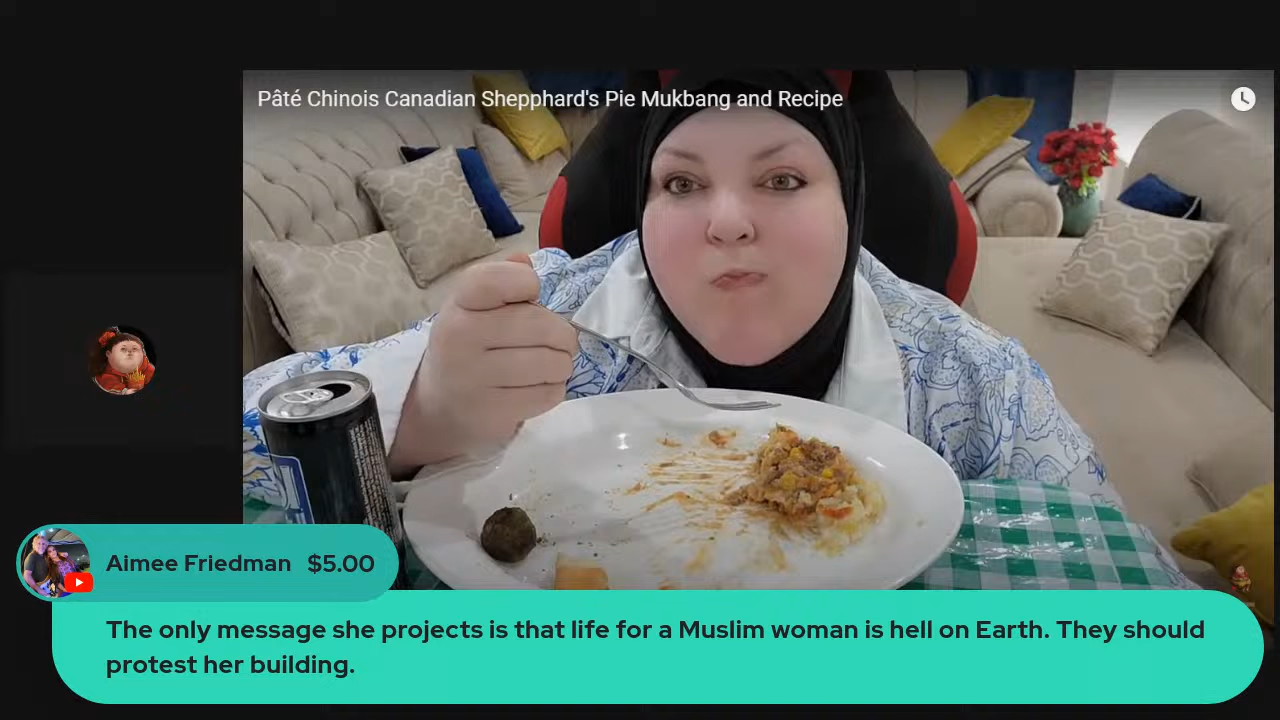 Pâté Chinois Canadian Shepphard's Pie Mukbang and Recipe
Aimee Friedman $5.00
The only message she projects is that life for a Muslim woman is hell on Earth. They should
protest her building.